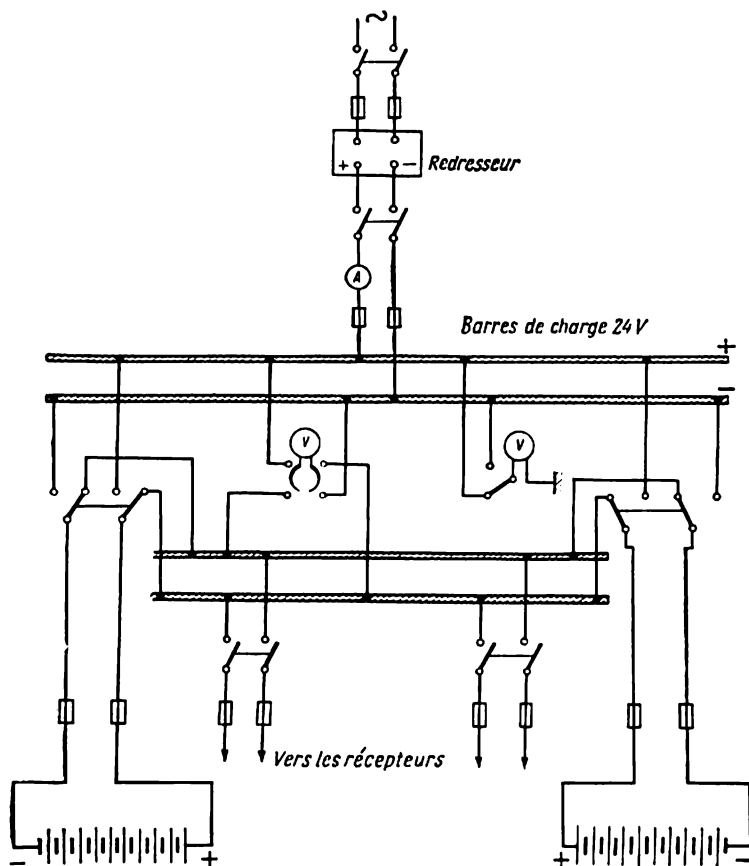 ~
+ −
Redresseur
A
Barres de charge 24V
+
−
V
V
Vers les récepteurs
− +
+ −